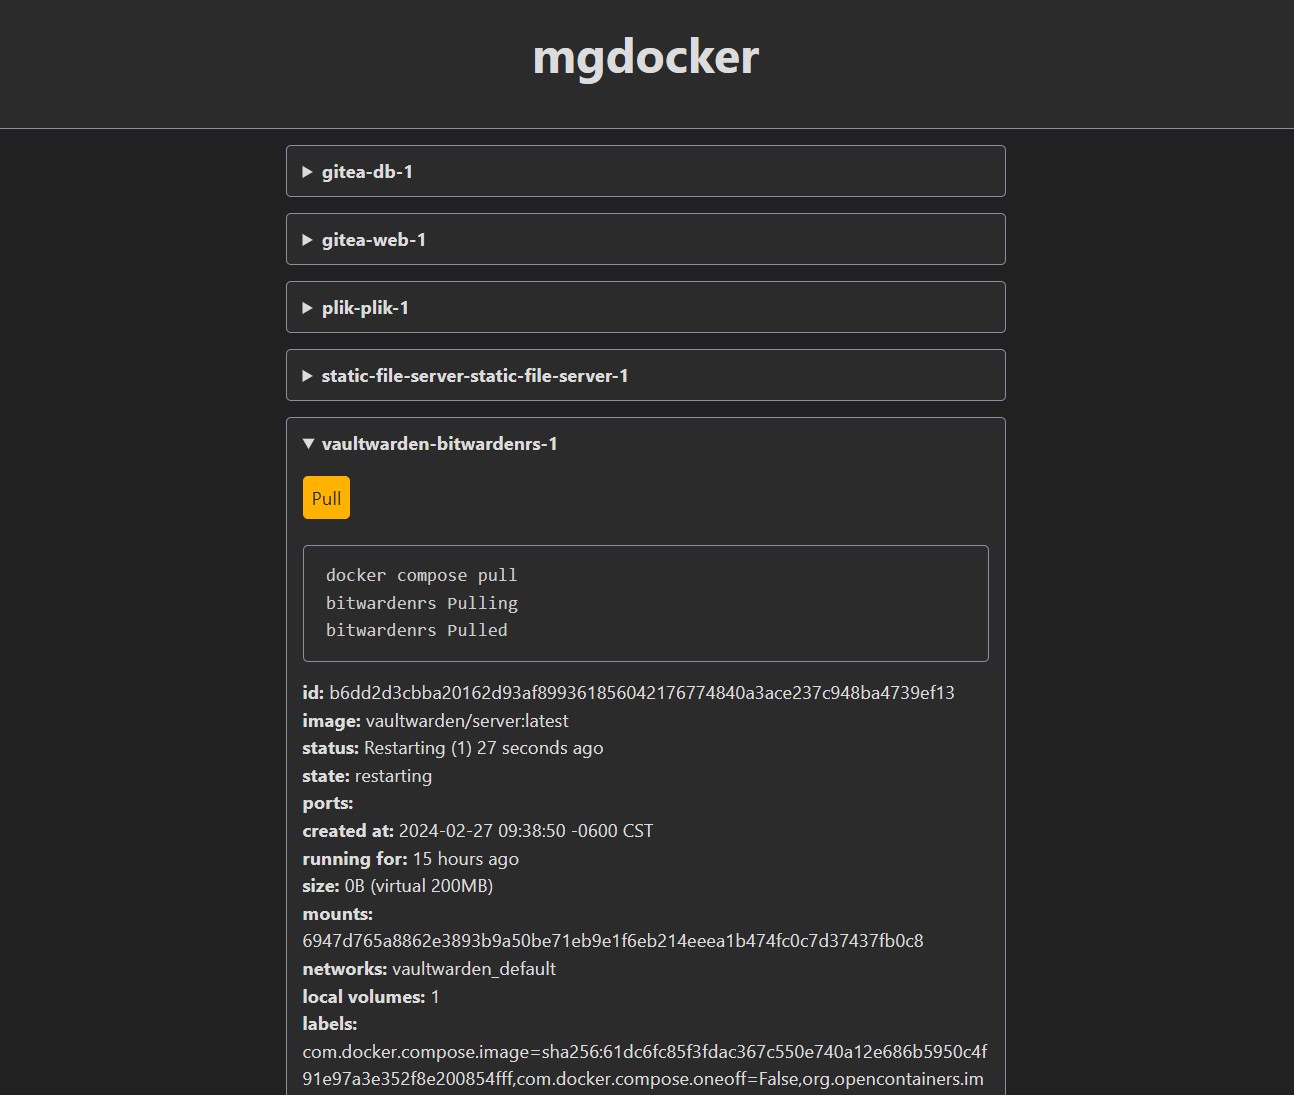 mgdocker
gitea-db-1
gitea-web-1
plik-plik-1
static-file-server-static-file-server-1
vaultwarden-bitwardenrs-1
Pull
docker compose pull
bitwardenrs Pulling
bitwardenrs Pulled
id: b6dd2d3cbba20162d93af899361856042176774840a3ace237c948ba4739ef13
image: vaultwarden/server:latest
status: Restarting (1) 27 seconds ago
state: restarting
ports:
created at: 2024-02-27 09:38:50 -0600 CST
running for: 15 hours ago
size: 0B (virtual 200MB)
mounts:
6947d765a8862e3893b9a50be71eb9e1f6eb214eeea1b474fc0c7d37437fb0c8
networks: vaultwarden_default
local volumes: 1
labels:
com.docker.compose.image=sha256:61dc6fc85f3fdac367c550e740a12e686b5950c4f
91e97a3e352f8e200854fff,com.docker.compose.oneoff=False,org.opencontainers.im